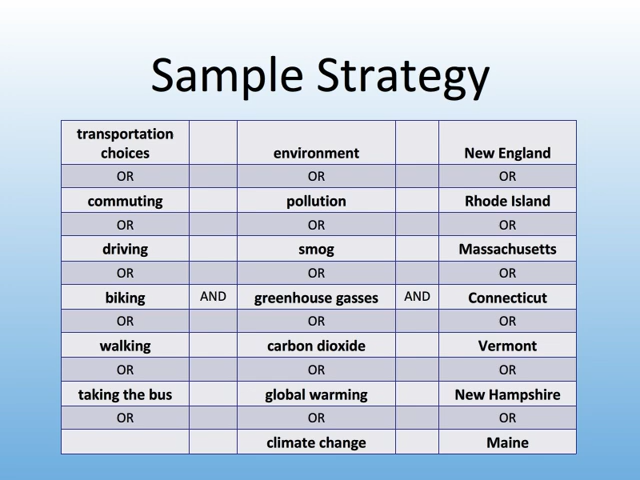 Sample Strategy
transportation
choices environment New England
OR OR OR
commuting pollution Rhode Island
OR OR OR
driving smog Massachusetts
OR OR OR
biking AND greenhouse gasses AND Connecticut
OR OR OR
walking carbon dioxide Vermont
OR OR OR
taking the bus global warming New Hampshire
OR OR OR
climate change Maine